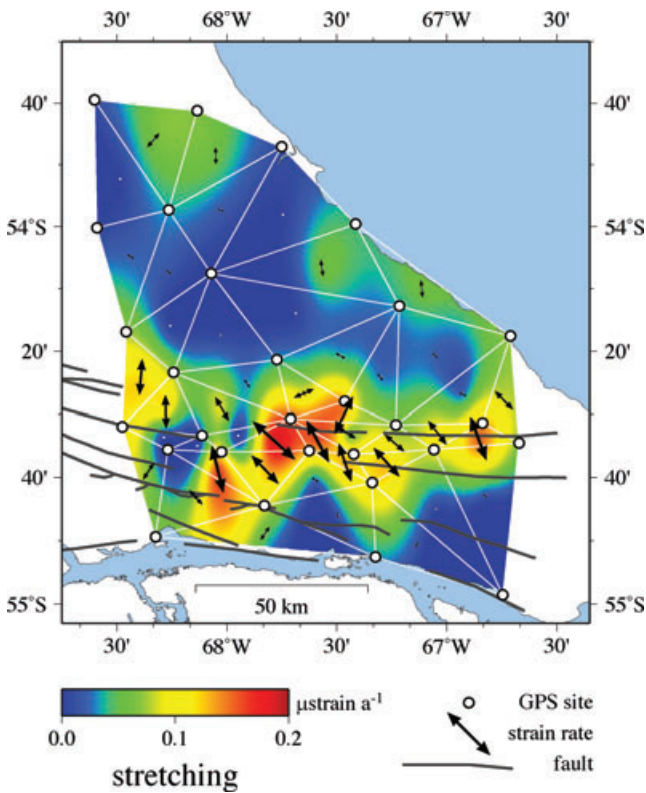 30' 68°W 30' 67°W 30'
40'
54°S
20'
40'
55°S
40'
54°S
20'
40'
55°S
50 km
30' 68°W 30' 67°W 30'
μstrain a⁻¹
0.0 0.1 0.2
stretching
GPS site
strain rate
fault